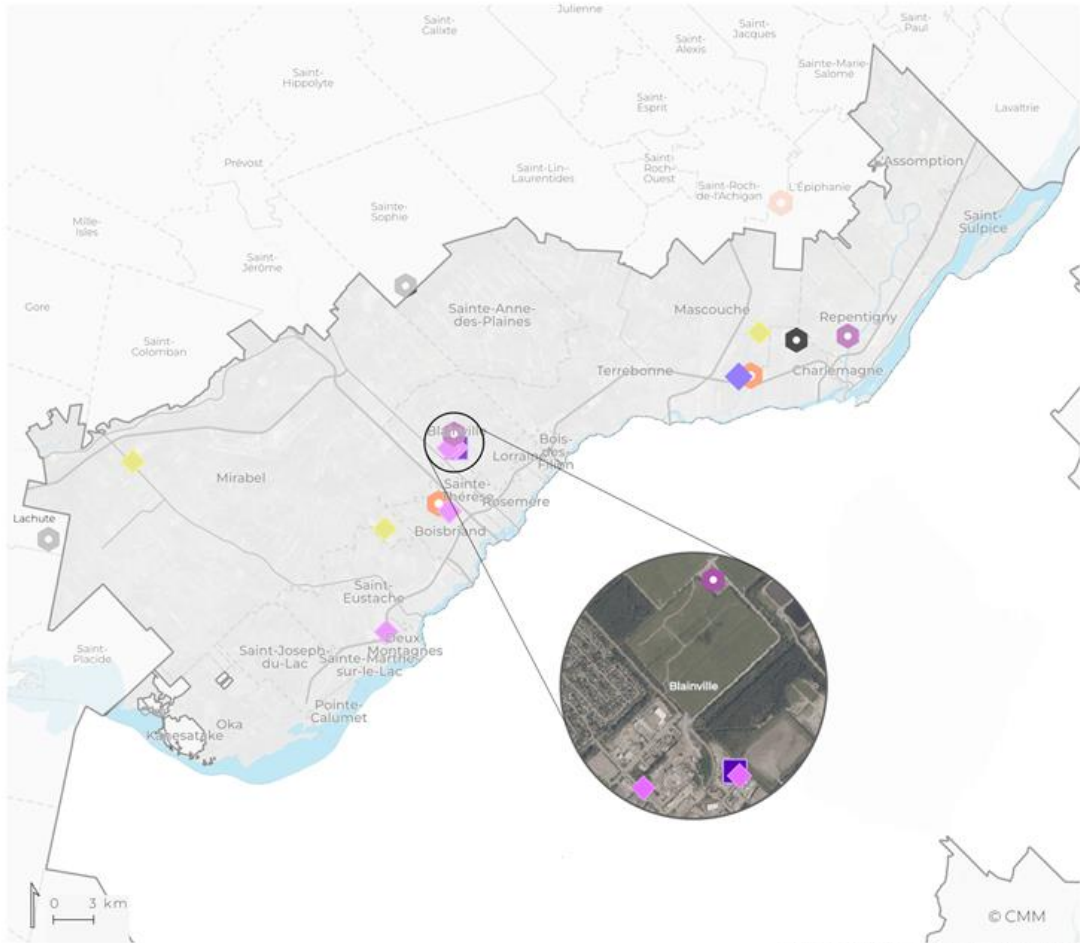 Julienne
Saint-
Calixte
Saint-
Jacques
Saint-
Paul
Saint-
Alexis
Saint-
Hippolyte
Sainte-Marie-
Salomé
Saint-
Esprit
Lavaltrie
Prévost
Saint-Lin-
Laurentides
Saint-
Roch-
Ouest
L'Assomption
Saint-Roch-
de-l'Achigan
L'Épiphanie
Sainte-
Sophie
Mille-
Isles
Saint-
Sulpice
Saint-
Jérôme
Gore
Sainte-Anne-
des-Plaines
Mascouche
Repentigny
Saint-
Colomban
Terrebonne
Charlemagne
Blainville
Bois-
des-
Filion
Lorraine
Mirabel
Sainte-
Thérèse
Rosemère
Lachute
Boisbriand
Saint-
Eustache
Deux
Montagnes
Saint-
Placide
Saint-Joseph-
du-Lac
Sainte-Marthe-
sur-le-Lac
Blainville
Pointe-
Calumet
Oka
Kanesatake
0 3 km
© CMM